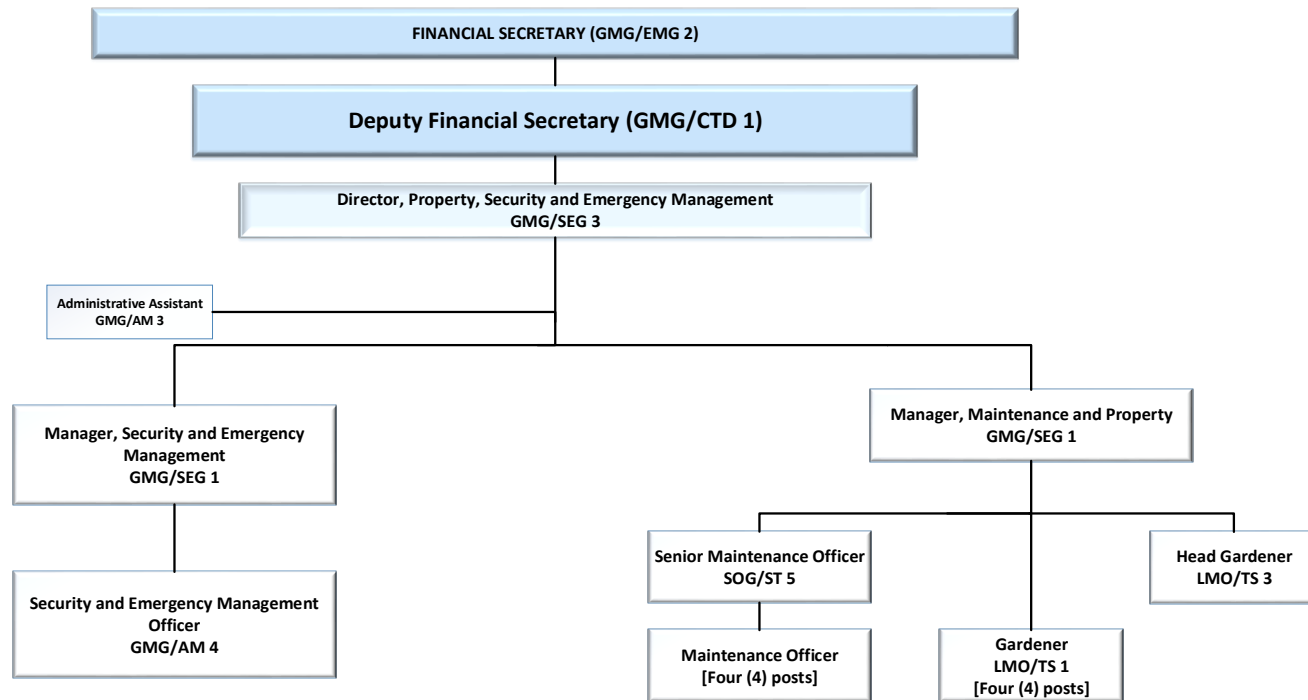 FINANCIAL SECRETARY (GMG/EMG 2)
Deputy Financial Secretary (GMG/CTD 1)
Director, Property, Security and Emergency Management
GMG/SEG 3
Administrative Assistant
GMG/AM 3
Manager, Security and Emergency
Management
GMG/SEG 1
Manager, Maintenance and Property
GMG/SEG 1
Security and Emergency Management
Officer
GMG/AM 4
Senior Maintenance Officer
SOG/ST 5
Head Gardener
LMO/TS 3
Maintenance Officer
[Four (4) posts]
Gardener
LMO/TS 1
[Four (4) posts]